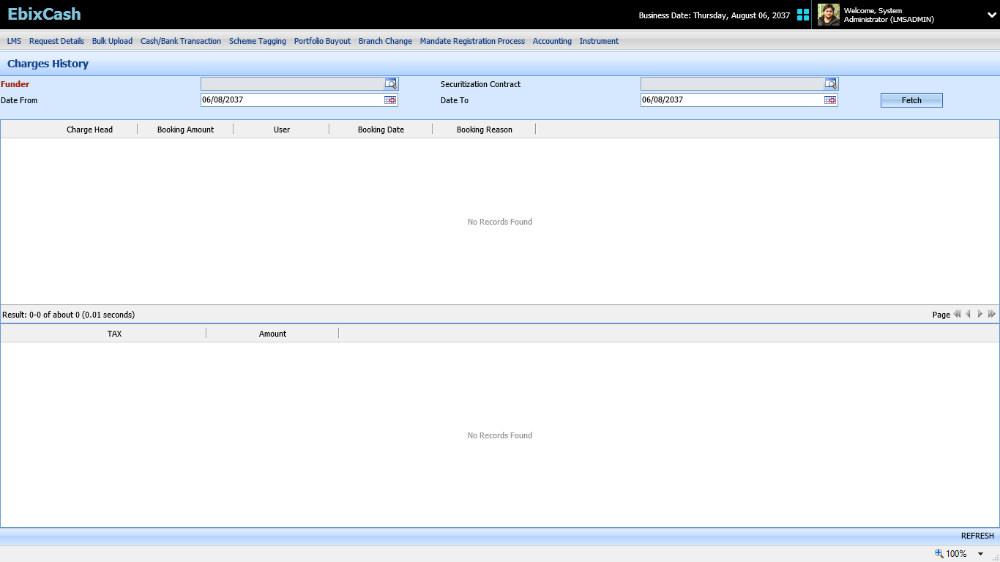 EbixCash
Business Date: Thursday, August 06, 2037
Welcome, System
Administrator (LMSADMIN)
LMS Request Details Bulk Upload Cash/Bank Transaction Scheme Tagging Portfolio Buyout Branch Change Mandate Registration Process Accounting Instrument
Charges History
Funder Securitization Contract
Date From 06/08/2037 Date To 06/08/2037 Fetch
Charge Head Booking Amount User Booking Date Booking Reason
No Records Found
Result: 0-0 of about 0 (0.01 seconds) Page
TAX Amount
No Records Found
REFRESH
100%